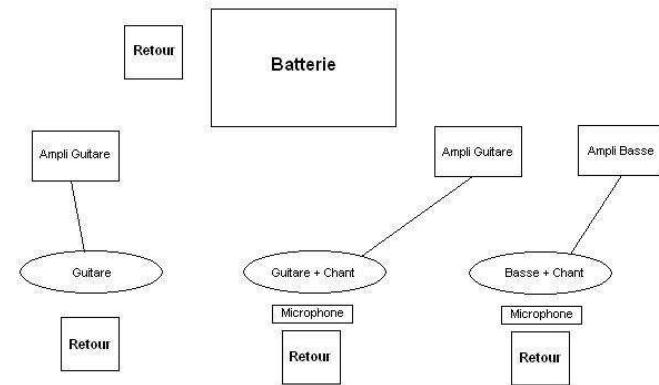 Retour
Batterie
Ampli Guitare
Ampli Guitare
Ampli Basse
Guitare
Guitare + Chant
Basse + Chant
Microphone
Microphone
Retour
Retour
Retour